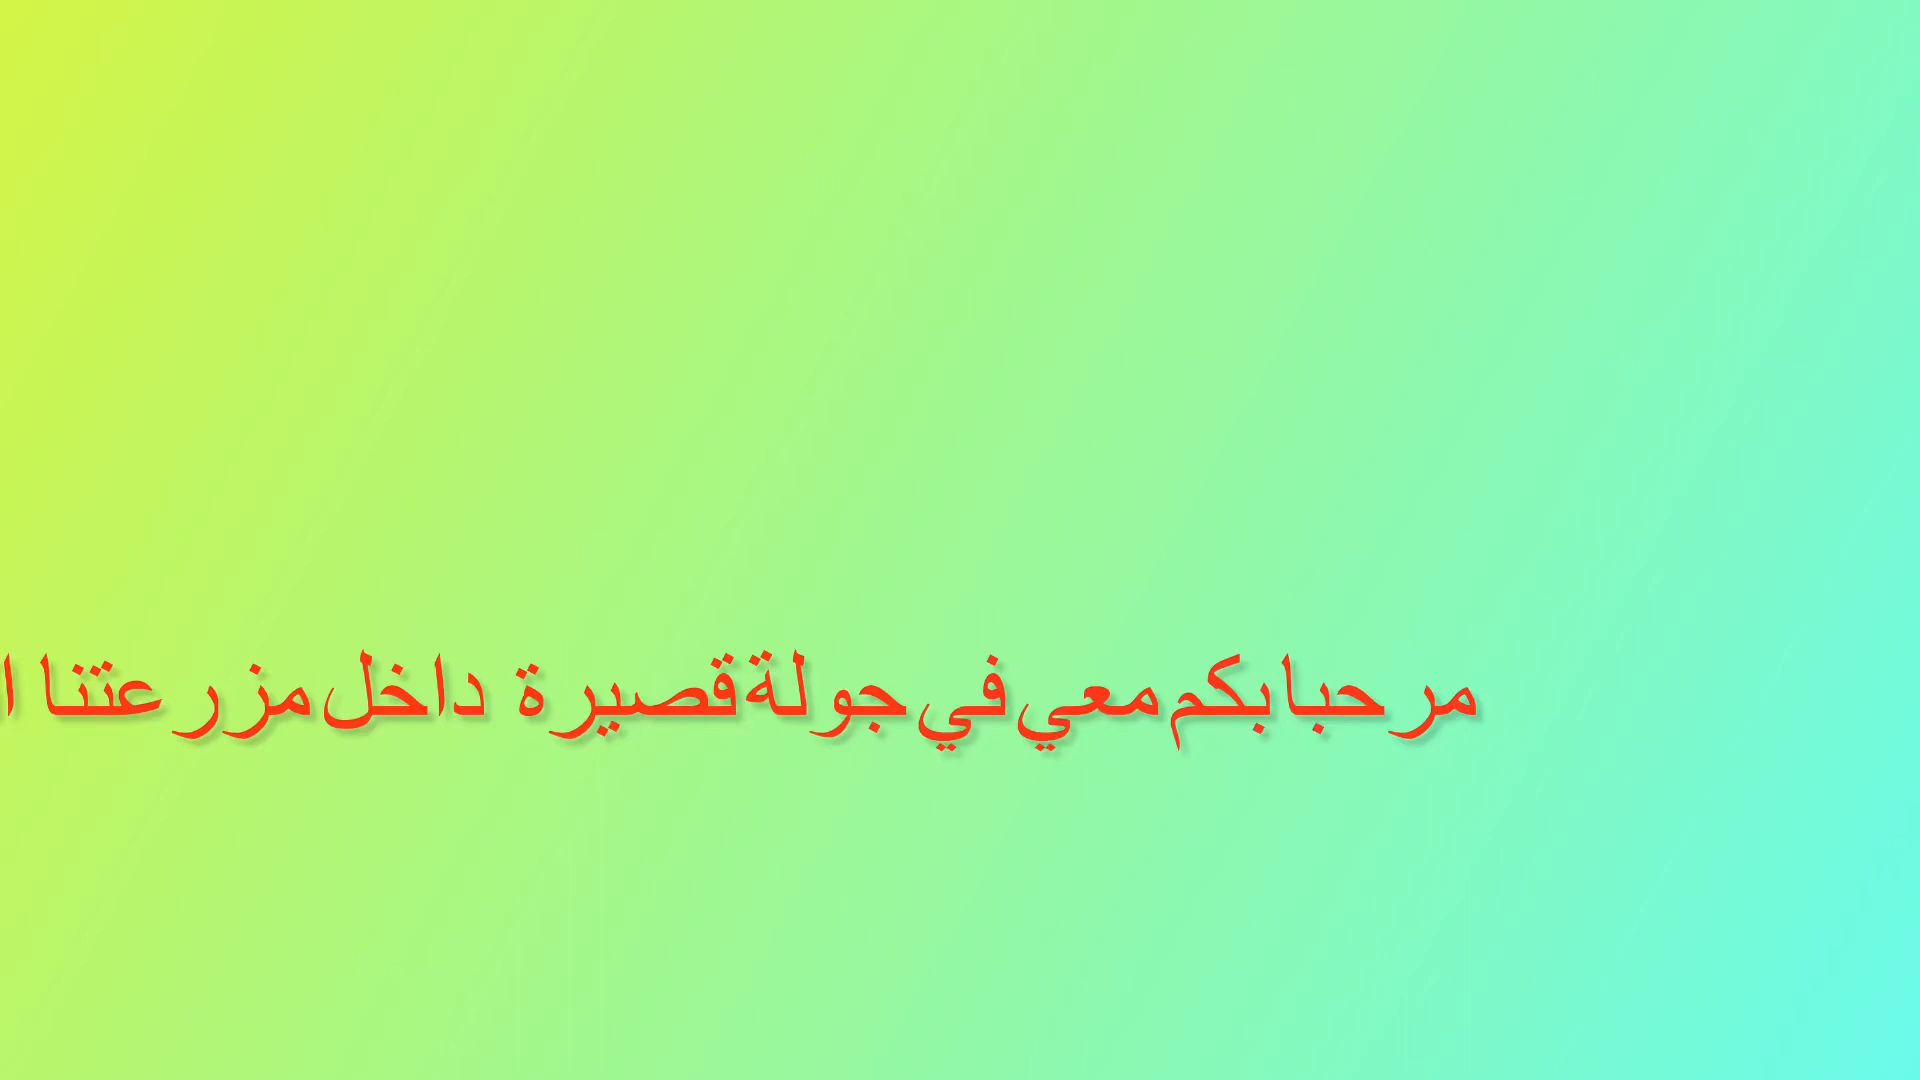 مرحبا بكم معي في جولة قصيرة داخل مزرعتنا ا